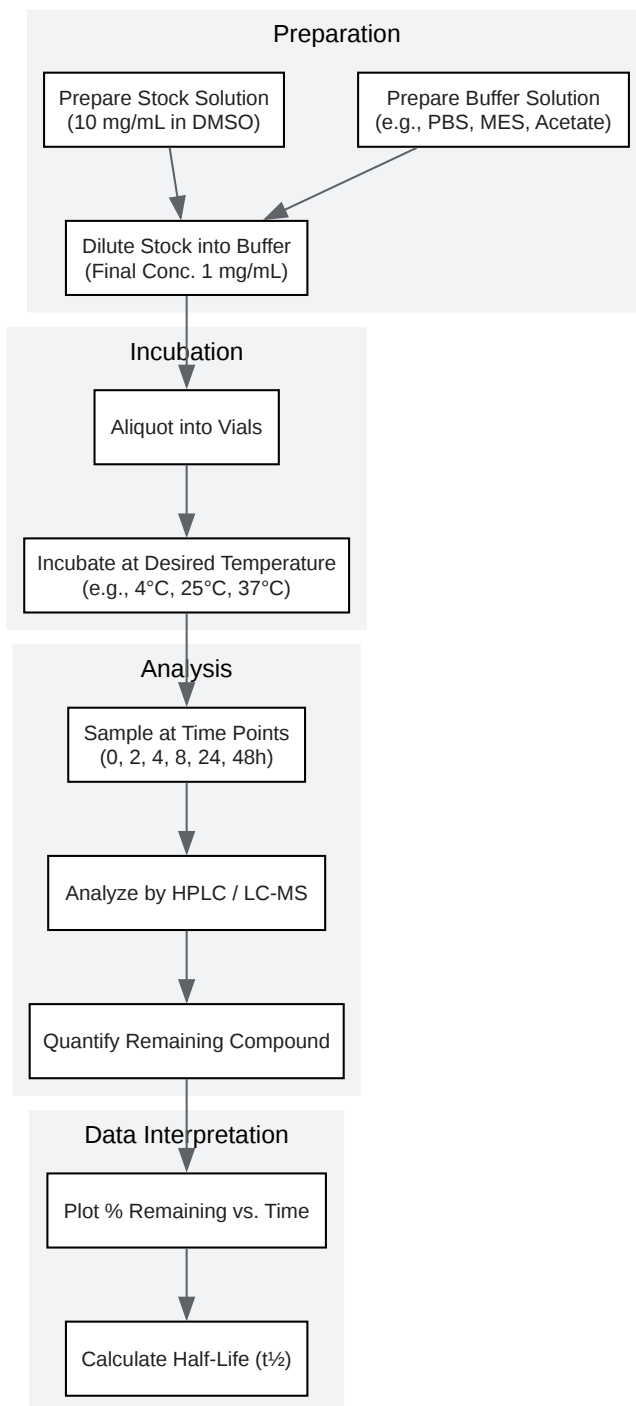 Preparation
Prepare Stock Solution
(10 mg/mL in DMSO)
Prepare Buffer Solution
(e.g., PBS, MES, Acetate)
Dilute Stock into Buffer
(Final Conc. 1 mg/mL)
Incubation
Aliquot into Vials
Incubate at Desired Temperature
(e.g., 4°C, 25°C, 37°C)
Analysis
Sample at Time Points
(0, 2, 4, 8, 24, 48h)
Analyze by HPLC / LC-MS
Quantify Remaining Compound
Data Interpretation
Plot % Remaining vs. Time
Calculate Half-Life (t½)